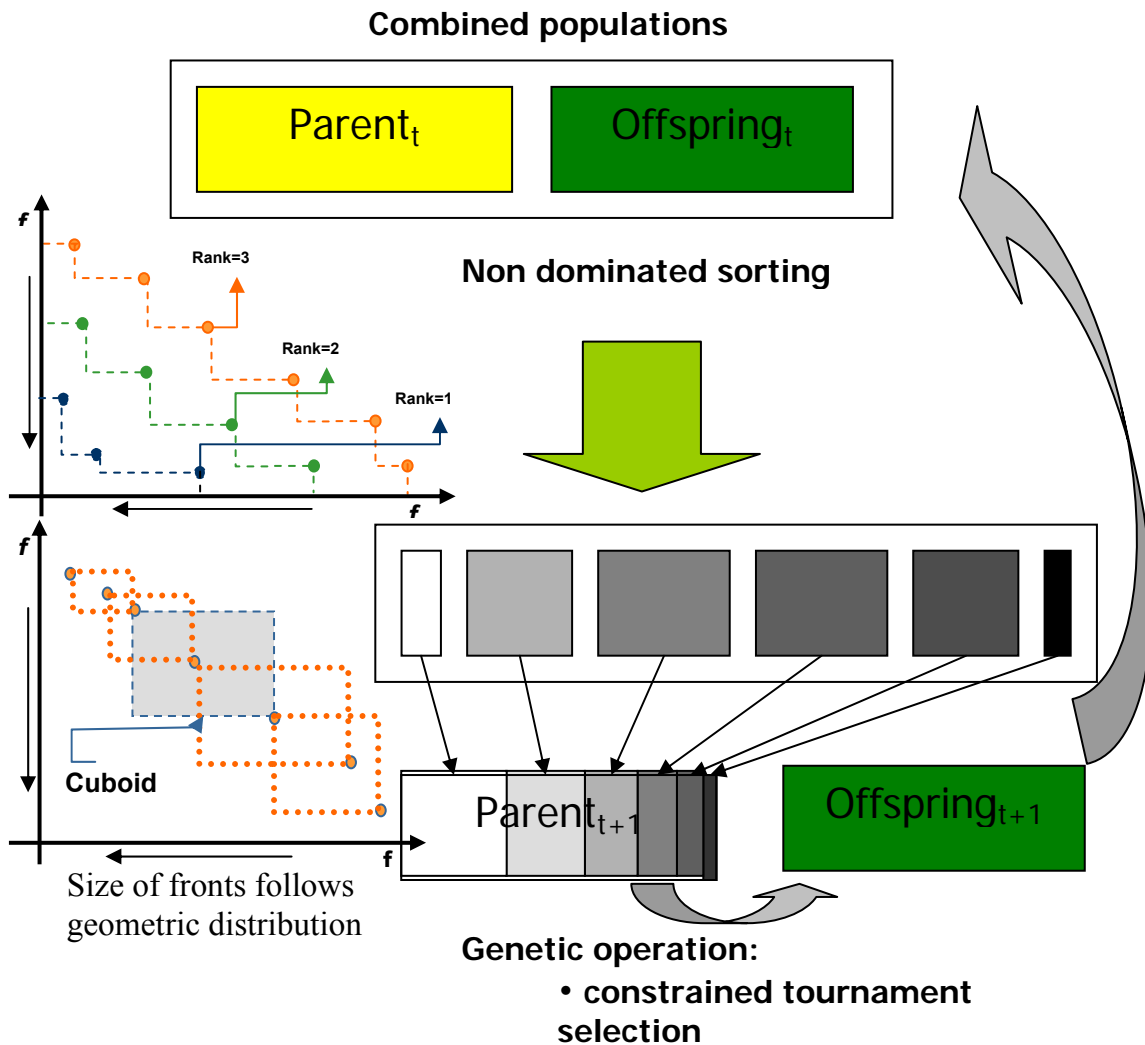 Combined populations
Parentt
Offspringt
f
Rank=3
Non dominated sorting
Rank=2
Rank=1
f
f
Cuboid
f
Parentt+1
Offspringt+1
Size of fronts follows
geometric distribution
Genetic operation:
• constrained tournament
selection